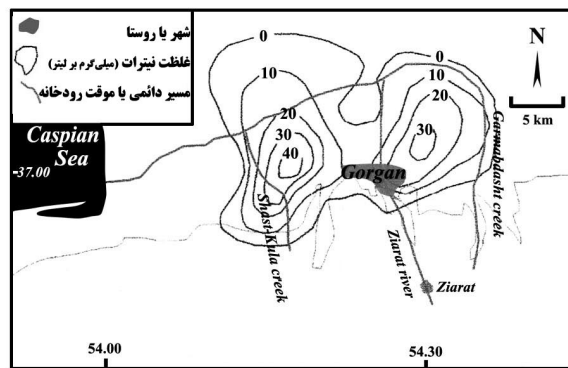 شهر یا روستا
غلظت نیترات (میلی‌گرم بر لیتر)
مسیر دائمی یا موقت رودخانه
0
10
20
30
40
0
10
20
30
N
5 km
Caspian
Sea
37.00
Gorgan
Shast Kula creek
Ziarat river
Garmabdasht creek
Ziarat
54.00
54.30